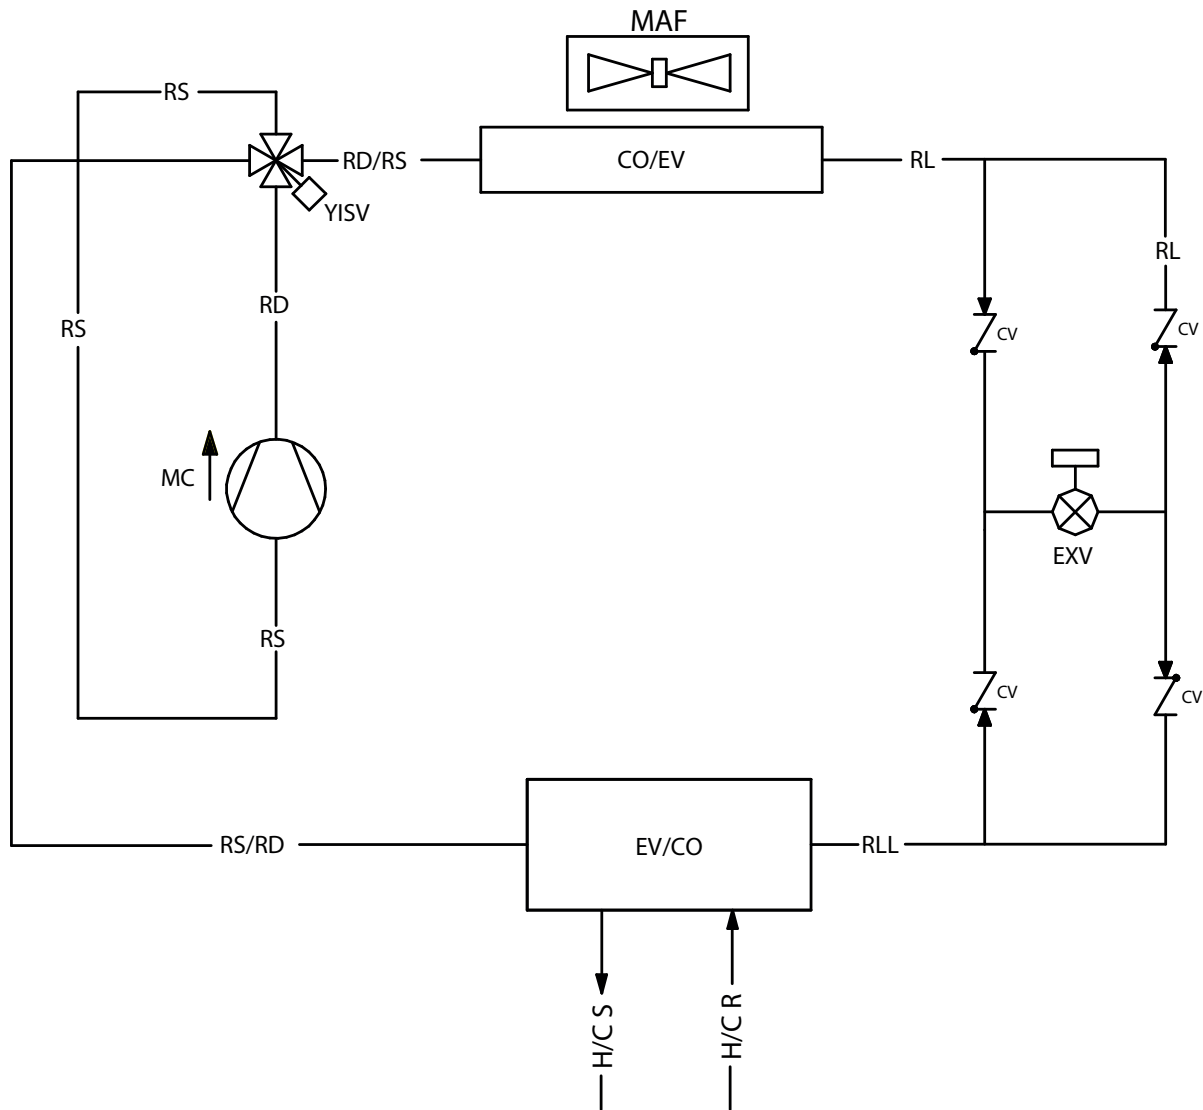 MAF
RS
RD/RS
CO/EV
RL
YISV
RL
RD
RS
CV
CV
MC
EXV
RS
CV
CV
RS/RD
EV/CO
RLL
H/C S
H/C R